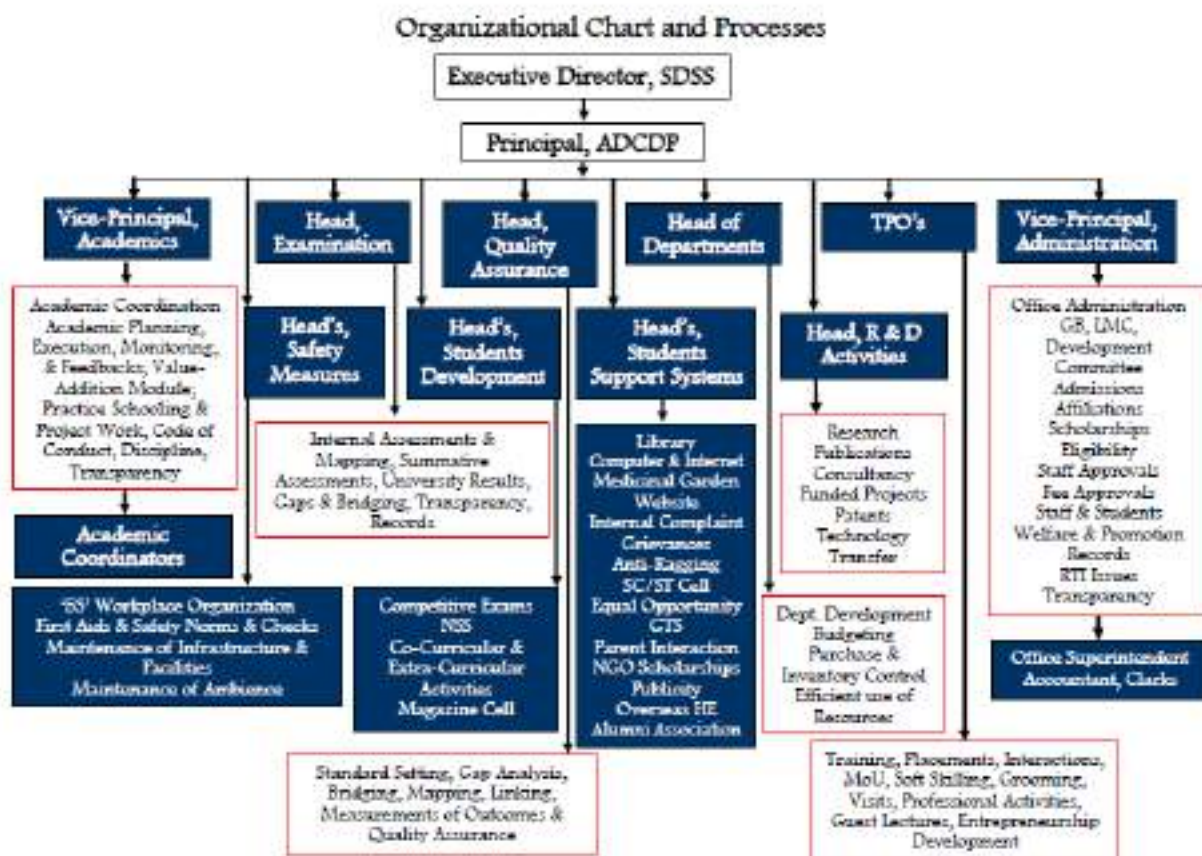 Organizational Chart and Processes
Executive Director, SDSS
Principal, ADCDP
Vice-Principal,
Academics
Head,
Examination
Head,
Quality
Assurance
Head of
Departments
TPO's
Vice-Principal,
Administration
Academic Coordination
Academic Planning,
Execution, Monitoring,
& Feedbacks, Value-
Addition Module,
Practice Schooling &
Project Work, Code of
Conduct, Discipline,
Transparency
Head's,
Safety
Measures
Head's,
Students
Development
Head's,
Students
Support Systems
Head, R & D
Activities
Office Administration
GB, LMC,
Development
Committee
Admissions
Affiliations
Scholarships
Eligibility
Staff Approvals
Fee Approvals
Staff & Students
Welfare & Promotion
Records
RTI Issues
Transparency
Internal Assessments &
Mapping, Summative
Assessments, University Results,
Gaps & Bridging, Transparency,
Records
Library
Computer & Internet
Medicinal Garden
Website
Internal Complaint
Grievances
Anti-Ragging
SC/ST Cell
Equal Opportunity
GTS
Parent Interaction
NGO Scholarships
Publicity
Overseas HE
Alumni Association
Research
Publications
Consultancy
Funded Projects
Patents
Technology
Transfer
Academic
Coordinators
'5S' Workplace Organization
First Aids & Safety Norms & Checks
Maintenance of Infrastructure &
Facilities
Maintenance of Ambience
Competitive Exams
NSS
Co-Curricular &
Extra-Curricular
Activities
Magazine Cell
Dept. Development
Budgeting
Purchase &
Inventory Control
Efficient use of
Resources
Office Superintendent
Accountant, Clarks
Standard Setting, Gap Analysis,
Bridging, Mapping, Linking,
Measurements of Outcomes &
Quality Assurance
Training, Placements, Interactions,
MoU, Soft Skilling, Grooming,
Visits, Professional Activities,
Guest Lectures, Entrepreneurship
Development